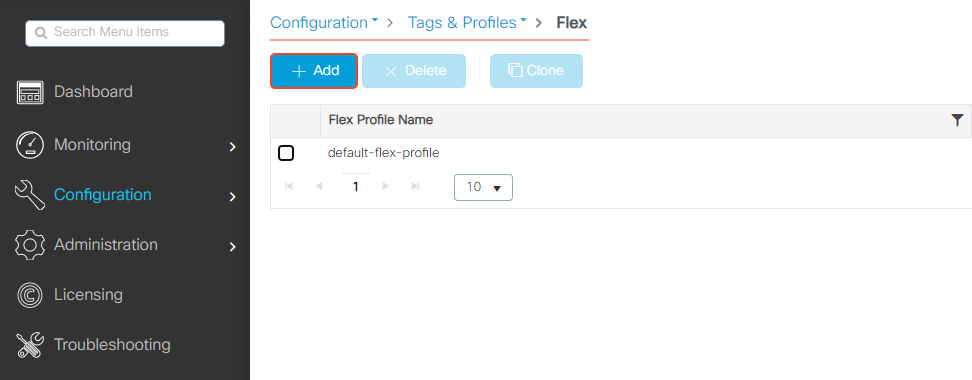 Search Menu Items
Dashboard
Monitoring
Configuration
Administration
Licensing
Troubleshooting
Configuration > Tags & Profiles > Flex
+ Add × Delete Clone
Flex Profile Name
default-flex-profile
1 10